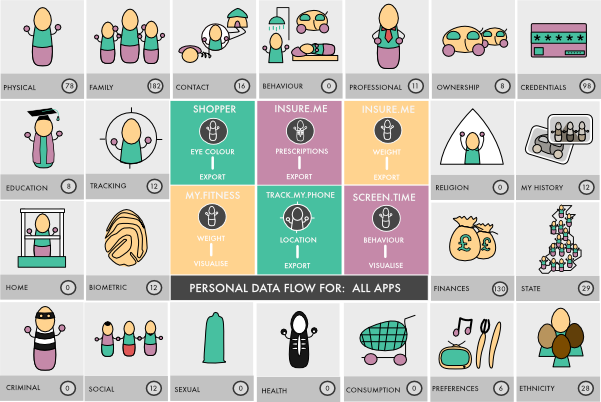 PHYSICAL 78
FAMILY 182
CONTACT 16
BEHAVIOUR 0
PROFESSIONAL 11
OWNERSHIP 8
CREDENTIALS 98
EDUCATION 8
TRACKING 12
SHOPPER
EYE COLOUR
EXPORT
INSURE.ME
PRESCRIPTIONS
EXPORT
INSURE.ME
WEIGHT
EXPORT
RELIGION 0
MY HISTORY 12
HOME 0
BIOMETRIC 12
MY.FITNESS
WEIGHT
VISUALISE
TRACK.MY.PHONE
LOCATION
EXPORT
SCREEN.TIME
BEHAVIOUR
VISUALISE
PERSONAL DATA FLOW FOR: ALL APPS
£ £
FINANCES 130
STATE 29
CRIMINAL 0
SOCIAL 12
SEXUAL 0
HEALTH 0
CONSUMPTION 0
PREFERENCES 6
ETHNICITY 28